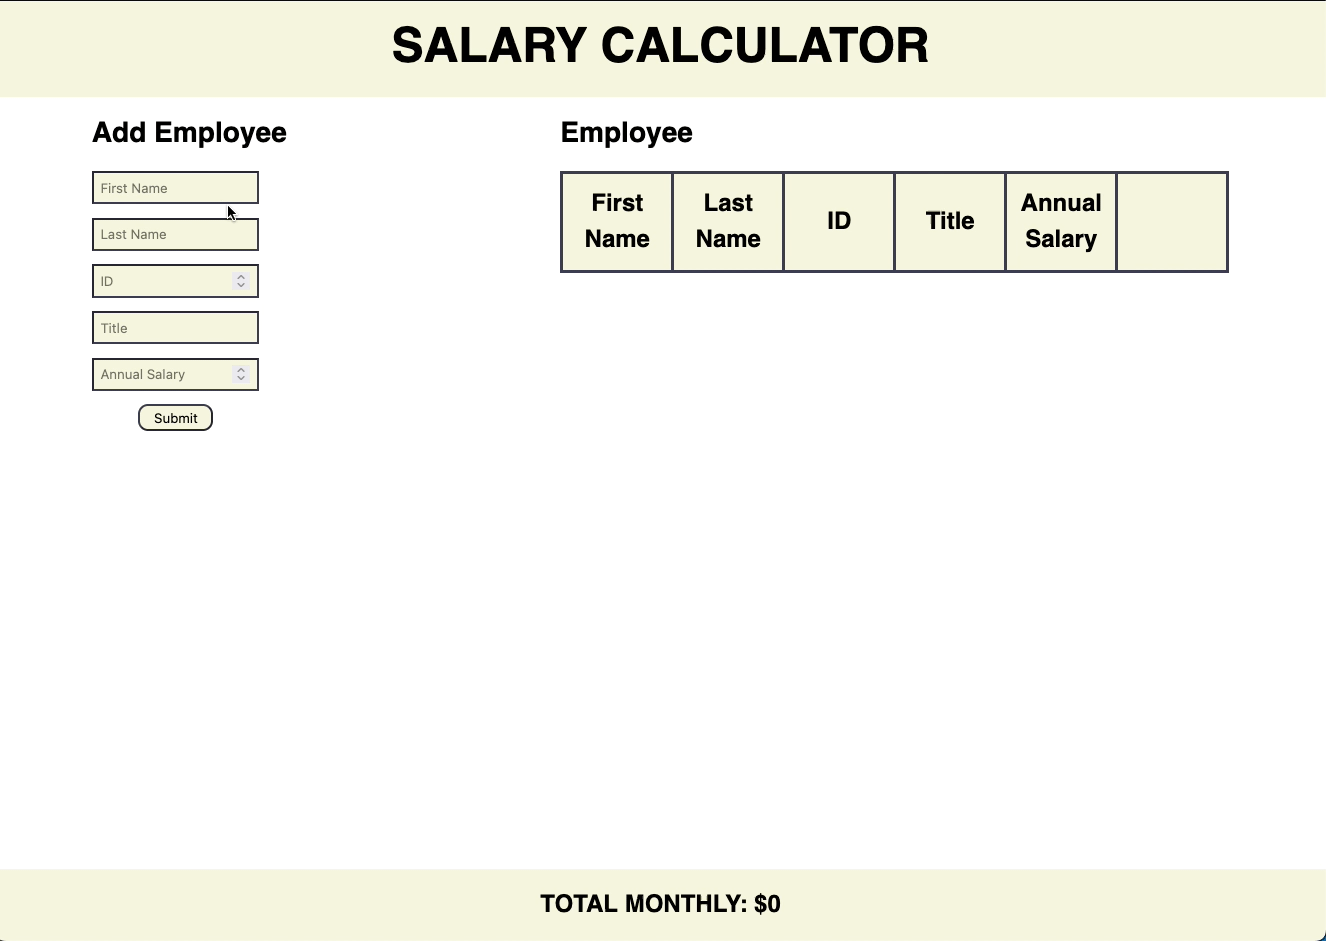 SALARY CALCULATOR
Add Employee
First Name
Last Name
ID
Title
Annual Salary
Submit
Employee
First
Name
Last
Name
ID
Title
Annual
Salary
TOTAL MONTHLY: $0